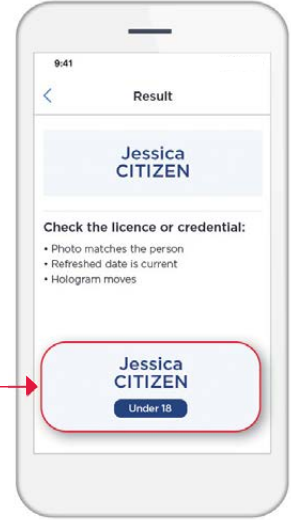 9:41
Result
Jessica
CITIZEN
Check the licence or credential:
• Photo matches the person
• Refreshed date is current
• Hologram moves
Jessica
CITIZEN
Under 18